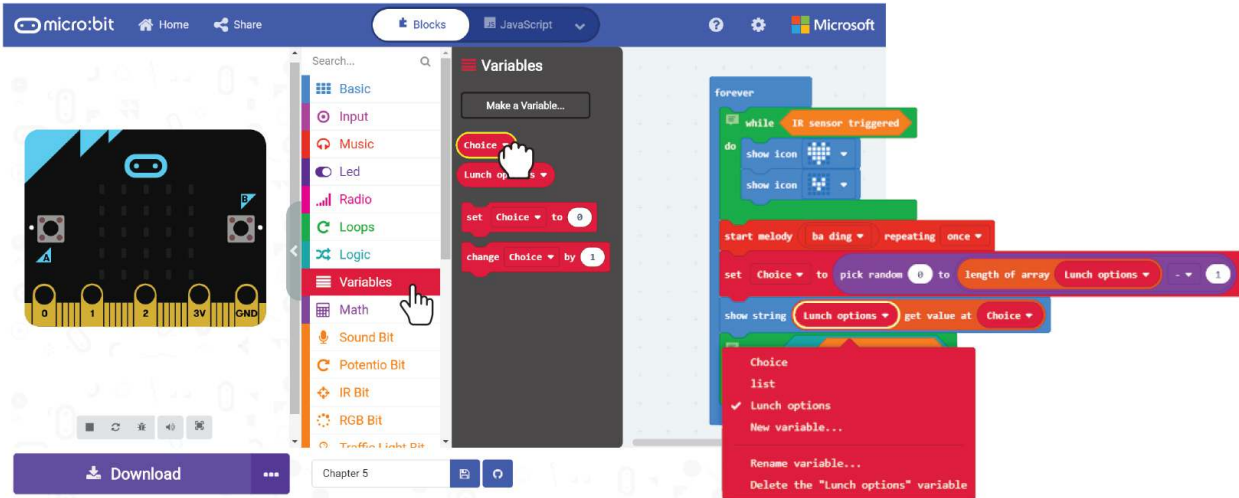 micro:bit
Home
Share
Blocks
JavaScript
?
Microsoft
Search...
Basic
Input
Music
Led
Radio
Loops
Logic
Variables
Math
Sound Bit
Potentio Bit
IR Bit
RGB Bit
Traffic Light Bit
Variables
Make a Variable...
Choice
Lunch
set Choice to 0
change Choice by 1
forever
while IR sensor triggered
do
show icon
show icon
start melody ba ding repeating once
set Choice to pick random 0 to length of array Lunch options - 1
show string Lunch options get value at Choice
Choice
list
Lunch options
New variable...
Rename variable...
Delete the "Lunch options" variable
A
B
0 1 2 3V GND
Download
Chapter 5